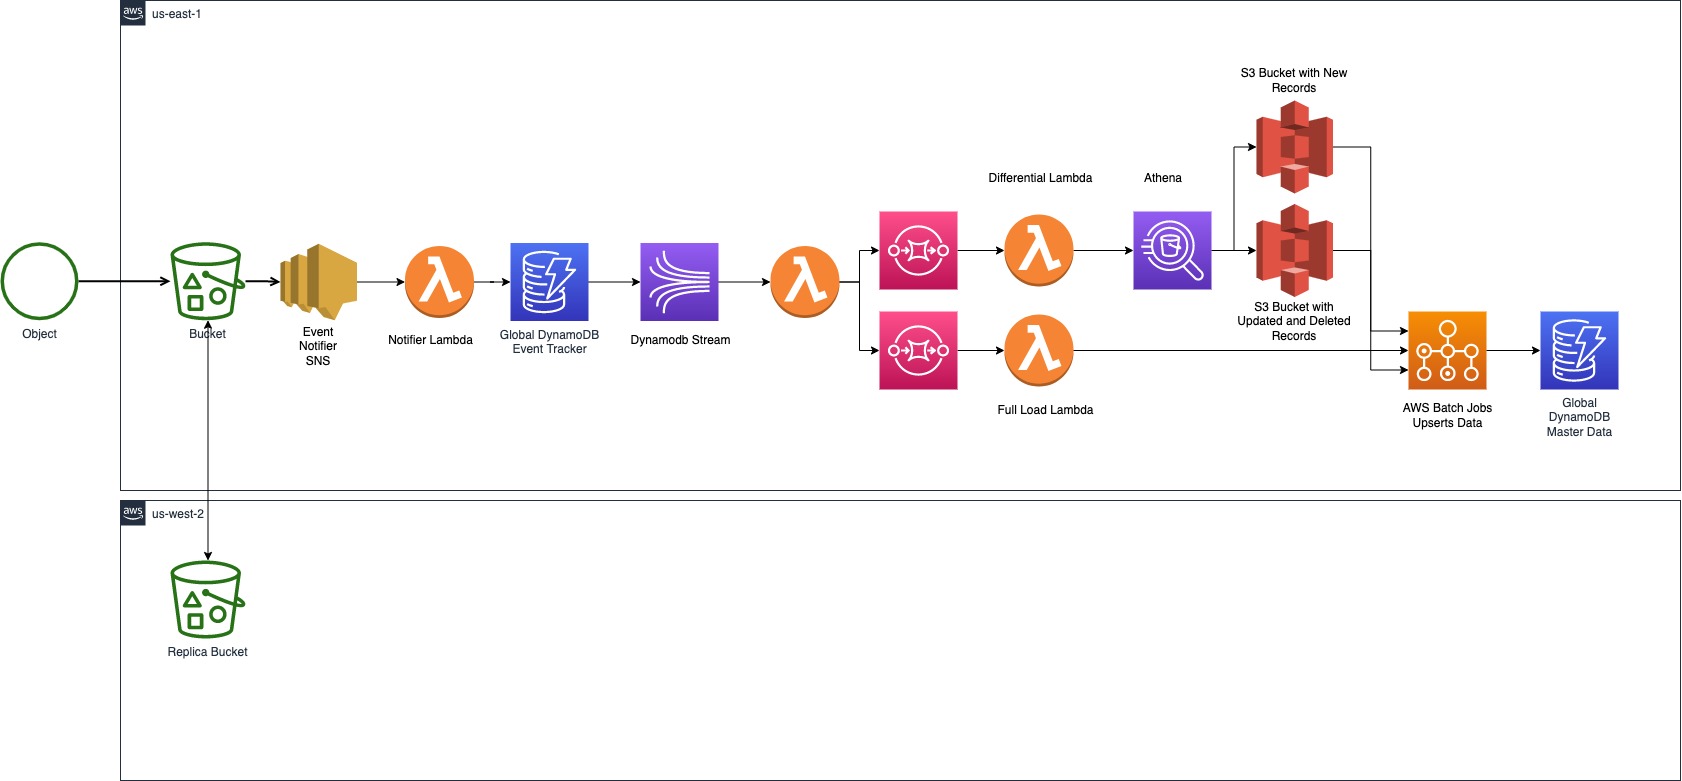 aws
us-east-1
S3 Bucket with New
Records
Differential Lambda
Athena
Object
Bucket
Event
Notifier
SNS
Notifier Lambda
Global DynamoDB
Event Tracker
Dynamodb Stream
S3 Bucket with
Updated and Deleted
Records
Full Load Lambda
AWS Batch Jobs
Upserts Data
Global
DynamoDB
Master Data
aws
us-west-2
Replica Bucket